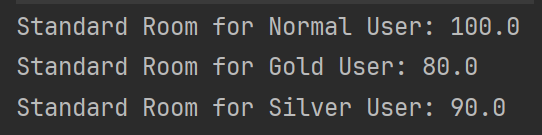 Standard Room for Normal User: 100.0
Standard Room for Gold User: 80.0
Standard Room for Silver User: 90.0